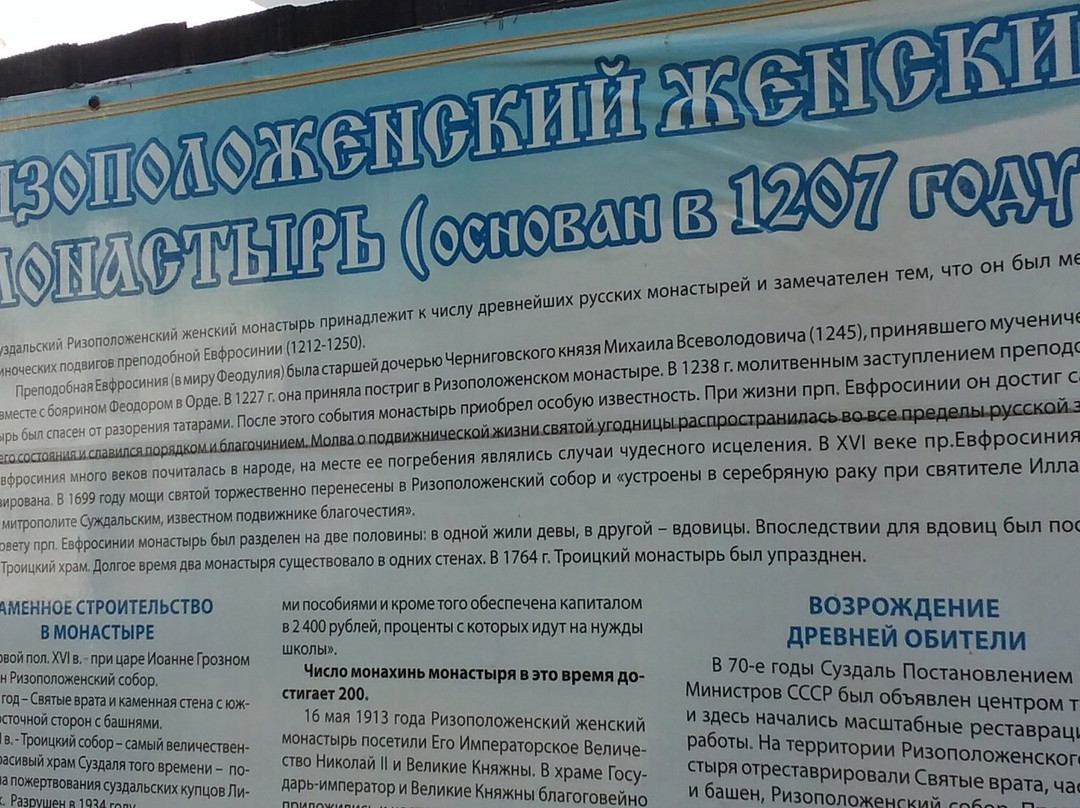 ИЗОПОЛОЖЕНСКИЙ ЖЕНСКИ
МОНАСТЫРЬ (основан в 1207 году
уздальский Ризоположенский женский монастырь принадлежит к числу древнейших русских монастырей и замечателен тем, что он был ме
иноческих подвигов преподобной Евфросинии (1212-1250).
Преподобная Евфросиния (в миру Феодулия) была старшей дочерью Черниговского князя Михаила Всеволодовича (1245), принявшего мучениче
вместе с боярином Феодором в Орде. В 1227 г. она приняла постриг в Ризоположенском монастыре. В 1238 г. молитвенным заступлением преподо
ырь был спасен от разорения татарами. После этого события монастырь приобрел особую известность. При жизни прп. Евфросинии он достиг са
его состояния и славился порядком и благочинием. Молва о подвижнической жизни святой угодницы распространилась во все пределы русской з
вфросиния много веков почиталась в народе, на месте ее погребения являлись случаи чудесного исцеления. В XVI веке пр.Евфросиния
зирована. В 1699 году мощи святой торжественно перенесены в Ризоположенский собор и «устроены в серебряную раку при святителе Илла
митрополите Суждальским, известном подвижнике благочестия».
овету прп. Евфросинии монастырь был разделен на две половины: в одной жили девы, в другой – вдовицы. Впоследствии для вдовиц был пос
Троицкий храм. Долгое время два монастыря существовало в одних стенах. В 1764 г. Троицкий монастырь был упразднен.
АМЕННОЕ СТРОИТЕЛЬСТВО
В МОНАСТЫРЕ
рвой пол. XVI в. - при царе Иоанне Грозном
н Ризоположенский собор.
год – Святые врата и каменная стена с юж-
осточной сторон с башнями.
I в. - Троицкий собор – самый величествен-
расивый храм Суздаля того времени – по-
на пожертвования суздальских купцов Ли-
х. Разрушен в 1934 году.
ми пособиями и кроме того обеспечена капиталом
в 2 400 рублей, проценты с которых идут на нужды
школы».
Число монахинь монастыря в это время до-
стигает 200.
16 мая 1913 года Ризоположенский женский
монастырь посетили Его Императорское Величе-
ство Николай II и Великие Княжны. В храме Госу-
дарь-император и Великие Княжны благоговейно
приложились
ВОЗРОЖДЕНИЕ
ДРЕВНЕЙ ОБИТЕЛИ
В 70-е годы Суздаль Постановлением
Министров СССР был объявлен центром т
и здесь начались масштабные реставраци
работы. На территории Ризоположенского
стыря отреставрировали Святые врата, час
и башен, Ризоположенский собор